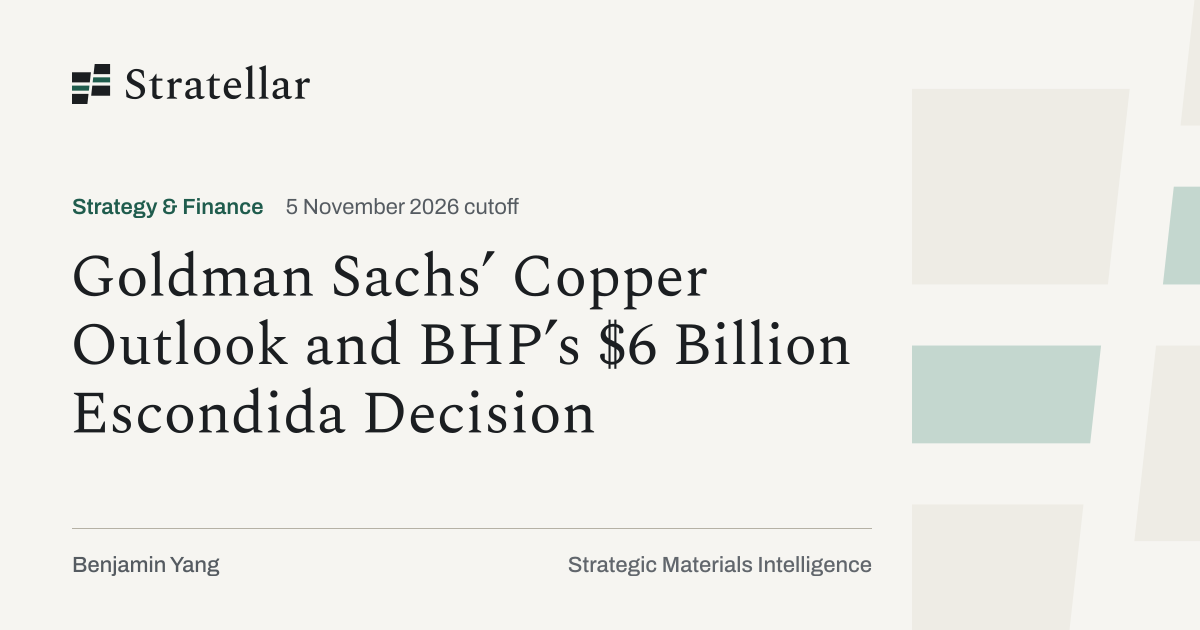 Stratellar
Strategy & Finance 5 November 2026 cutoff
Goldman Sachs’ Copper
Outlook and BHP’s $6 Billion
Escondida Decision
Benjamin Yang Strategic Materials Intelligence